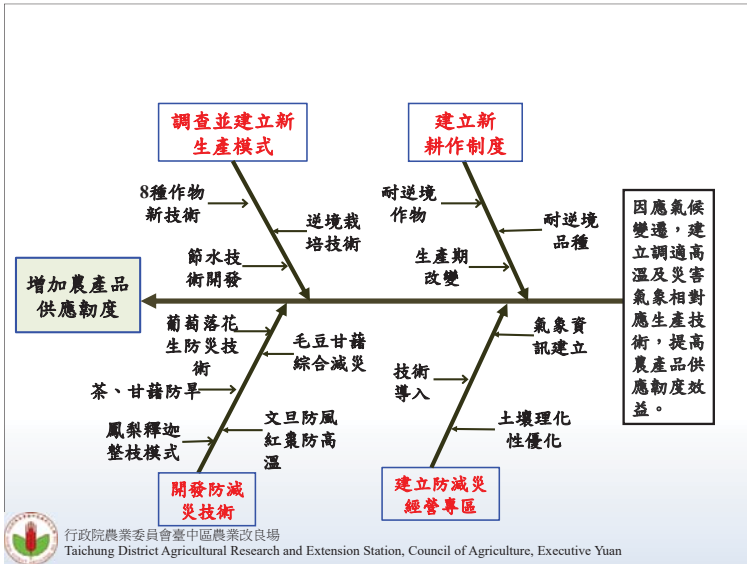 調查並建立新
生產模式
建立新
耕作制度
8種作物
新技術
逆境栽
培技術
節水技
術開發
耐逆境
作物
耐逆境
品種
生產期
改變
因應氣候
變遷，建
立調適高
溫及災害
氣象相對
應生產技
術，提高
農產品供
應韌度效
益。
增加農產品
供應韌度
葡萄落花
生防災技
術
毛豆甘藷
綜合減災
茶、甘藷防旱
鳳梨釋迦
整枝模式
文旦防風
紅棗防高
溫
氣象資
訊建立
技術
導入
土壤理化
性優化
開發防減
災技術
建立防減災
經營專區
行政院農業委員會臺中區農業改良場
Taichung District Agricultural Research and Extension Station, Council of Agriculture, Executive Yuan